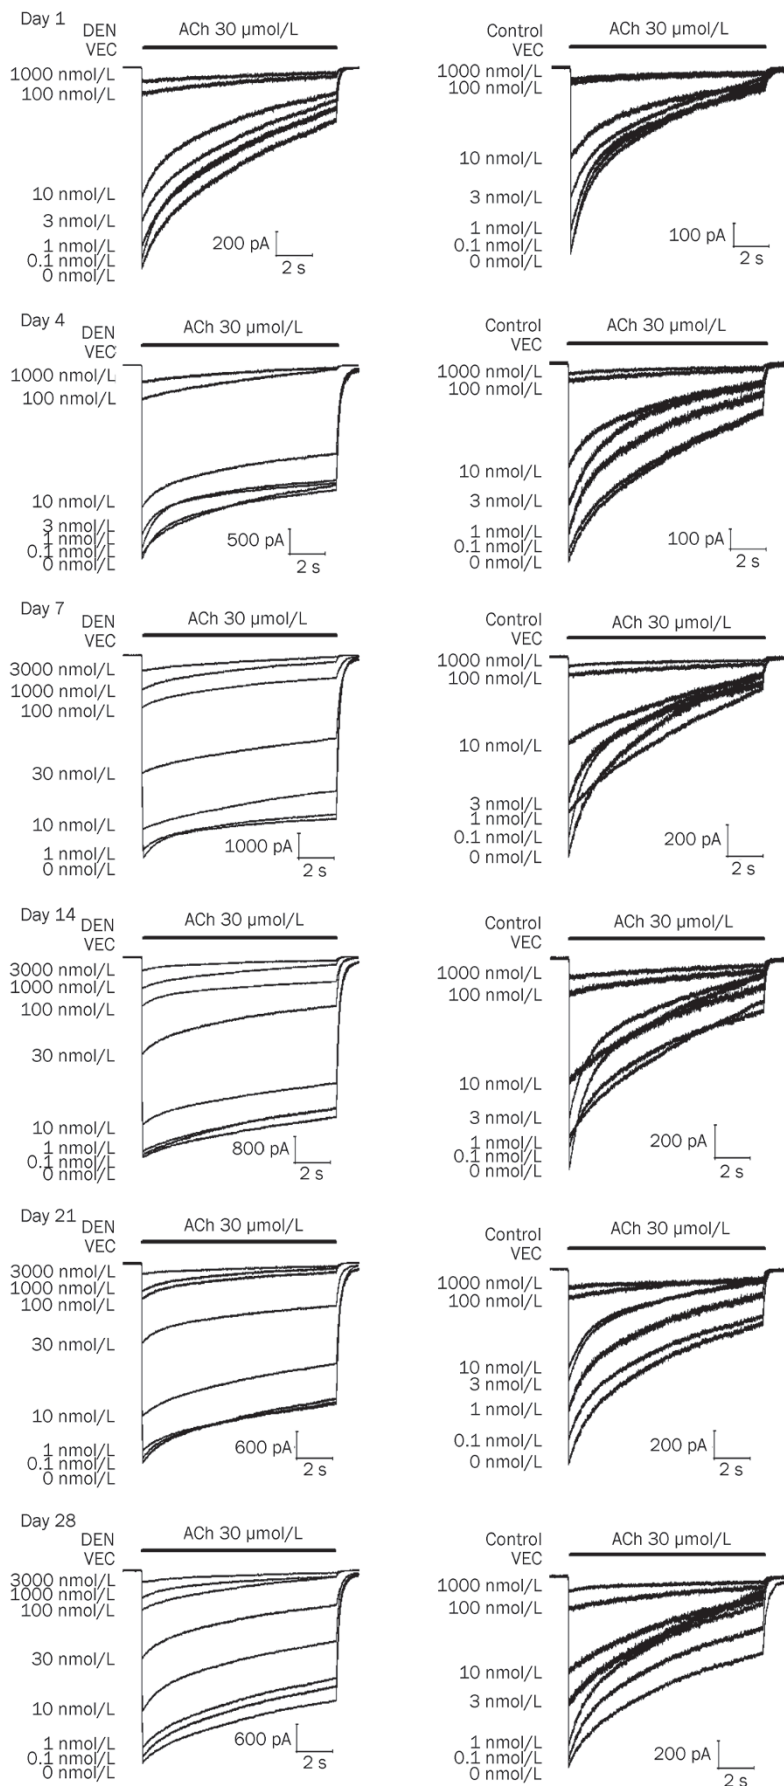 Day 1
DEN
VEC
ACh 30 µmol/L
1000 nmol/L
100 nmol/L
10 nmol/L
3 nmol/L
1 nmol/L
0.1 nmol/L
0 nmol/L
200 pA
2 s
Control
VEC
ACh 30 µmol/L
1000 nmol/L
100 nmol/L
10 nmol/L
3 nmol/L
1 nmol/L
0.1 nmol/L
0 nmol/L
100 pA
2 s
Day 4
DEN
VEC
ACh 30 µmol/L
1000 nmol/L
100 nmol/L
10 nmol/L
3 nmol/L
1 nmol/L
0.1 nmol/L
0 nmol/L
500 pA
2 s
Control
VEC
ACh 30 µmol/L
1000 nmol/L
100 nmol/L
10 nmol/L
3 nmol/L
1 nmol/L
0.1 nmol/L
0 nmol/L
100 pA
2 s
Day 7
DEN
VEC
ACh 30 µmol/L
3000 nmol/L
1000 nmol/L
100 nmol/L
30 nmol/L
10 nmol/L
1 nmol/L
0 nmol/L
1000 pA
2 s
Control
VEC
ACh 30 µmol/L
1000 nmol/L
100 nmol/L
10 nmol/L
3 nmol/L
1 nmol/L
0.1 nmol/L
0 nmol/L
200 pA
2 s
Day 14
DEN
VEC
ACh 30 µmol/L
3000 nmol/L
1000 nmol/L
100 nmol/L
30 nmol/L
10 nmol/L
1 nmol/L
0.1 nmol/L
0 nmol/L
800 pA
2 s
Control
VEC
ACh 30 µmol/L
1000 nmol/L
100 nmol/L
10 nmol/L
3 nmol/L
1 nmol/L
0.1 nmol/L
0 nmol/L
200 pA
2 s
Day 21
DEN
VEC
ACh 30 µmol/L
3000 nmol/L
1000 nmol/L
100 nmol/L
30 nmol/L
10 nmol/L
1 nmol/L
0.1 nmol/L
0 nmol/L
600 pA
2 s
Control
VEC
ACh 30 µmol/L
1000 nmol/L
100 nmol/L
10 nmol/L
3 nmol/L
1 nmol/L
0.1 nmol/L
0 nmol/L
200 pA
2 s
Day 28
DEN
VEC
ACh 30 µmol/L
3000 nmol/L
1000 nmol/L
100 nmol/L
30 nmol/L
10 nmol/L
1 nmol/L
0.1 nmol/L
0 nmol/L
600 pA
2 s
Control
VEC
ACh 30 µmol/L
1000 nmol/L
100 nmol/L
10 nmol/L
3 nmol/L
1 nmol/L
0.1 nmol/L
0 nmol/L
200 pA
2 s